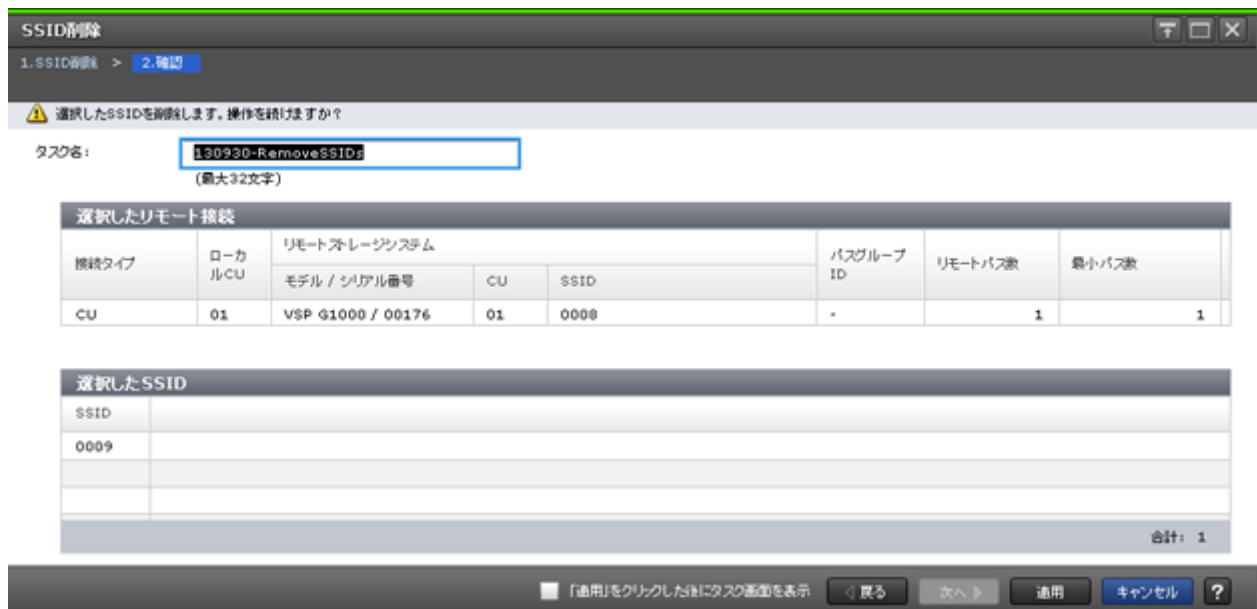 SSID削除
1.SSID削除 > 2.確認
選択したSSIDを削除します。操作を続けますか?
タスク名: 130930-RemoveSSIDs
(最大32文字)
選択したリモート接続
接続タイプ ローカルCU リモートストレージシステム パスグループID リモートパス数 最小パス数
モデル / シリアル番号 CU SSID
CU 01 VSP G1000 / 00176 01 0008 - 1 1
選択したSSID
SSID
0009
合計: 1
「適用」をクリックした後にタスク画面を表示 戻る 次へ 適用 キャンセル ?